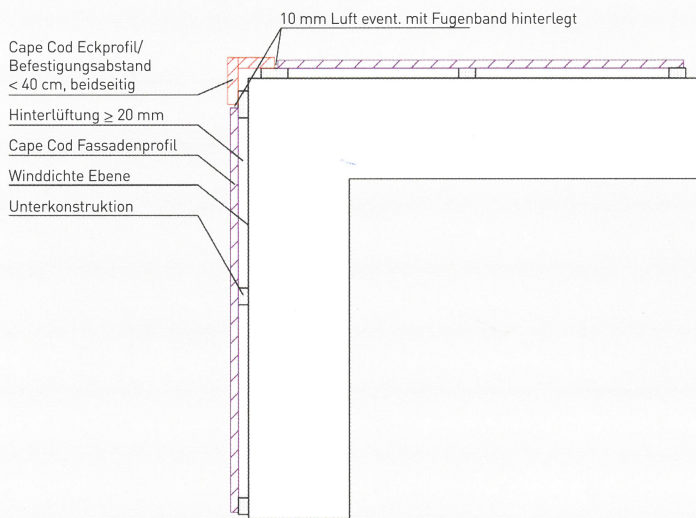 10 mm Luft event. mit Fugenband hinterlegt
Cape Cod Eckprofil/
Befestigungsabstand
< 40 cm, beidseitig
Hinterlüftung ≥ 20 mm
Cape Cod Fassadenprofil
Winddichte Ebene
Unterkonstruktion